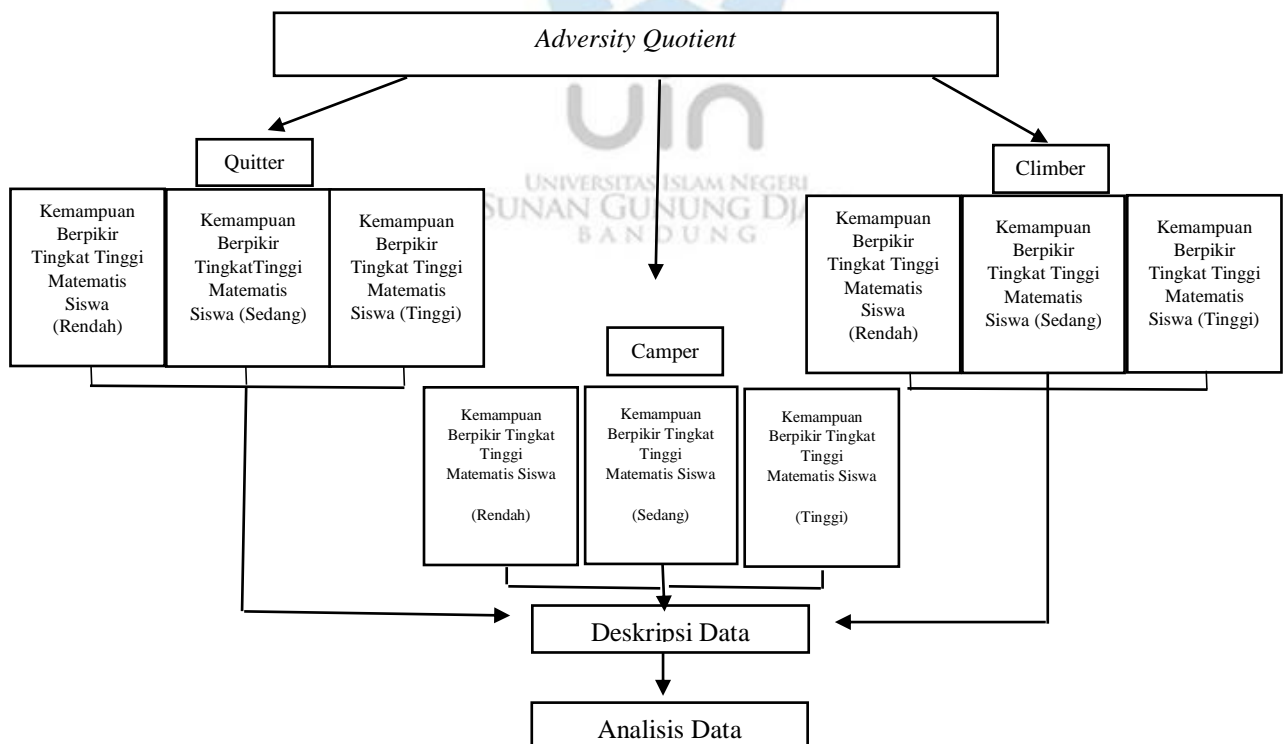 Adversity Quotient
uin
UNIVERSITAS ISLAM NEGERI
SUNAN GUNUNG
BANDUNG
Quitter
Climber
Kemampuan
Berpikir
Tingkat Tinggi
Matematis
Siswa
(Rendah)
Kemampuan
Berpikir
TingkatTinggi
Matematis
Siswa (Sedang)
Kemampuan
Berpikir
Tingkat Tinggi
Matematis
Siswa (Tinggi)
Kemampuan
Berpikir
Tingkat Tinggi
Matematis
Siswa
(Rendah)
Kemampuan
Berpikir
Tingkat Tinggi
Matematis
Siswa (Sedang)
Kemampuan
Berpikir
Tingkat Tinggi
Matematis
Siswa (Tinggi)
Camper
Kemampuan
Berpikir Tingkat
Tinggi
Matematis Siswa
(Rendah)
Kemampuan
Berpikir Tingkat
Tinggi
Matematis Siswa
(Sedang)
Kemampuan
Berpikir Tingkat
Tinggi
Matematis Siswa
(Tinggi)
Deskripsi Data
Analisis Data